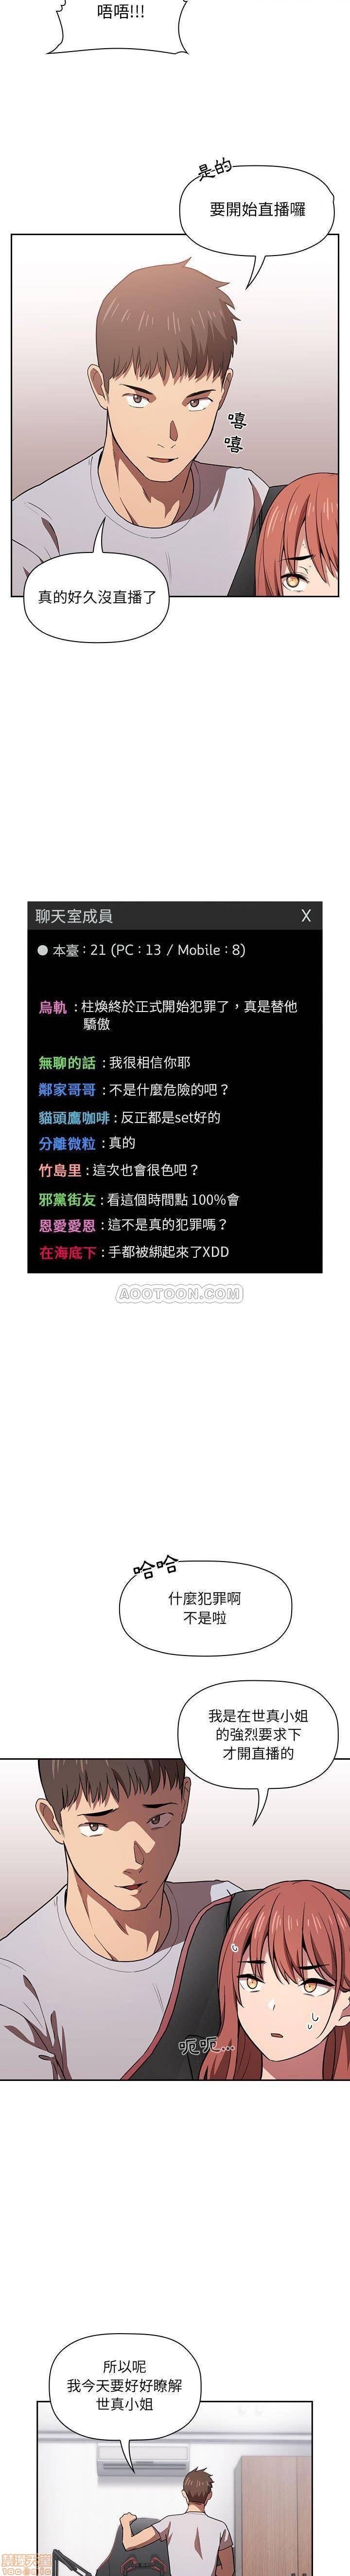 唔唔!!!
是的
要開始直播囉
嘻
嘻
真的好久沒直播了
聊天室成員 X
● 本臺 : 21 (PC : 13 / Mobile : 8)
烏軌 : 柱煥終於正式開始犯罪了，真是替他
驕傲
無聊的話 : 我很相信你耶
鄰家哥哥 : 不是什麼危險的吧？
貓頭鷹咖啡 : 反正都是set好的
分離微粒 : 真的
竹島里 : 這次也會很色吧？
邪黨街友 : 看這個時間點 100%會
恩愛愛恩 : 這不是真的犯罪嗎？
在海底下 : 手都被綁起來了XDD
AOOTOON.COM
哈哈
什麼犯罪啊
不是啦
我是在世真小姐
的強烈要求下
才開直播的
呃呃…
所以呢
我今天要好好瞭解
世真小姐
禁漫天堂